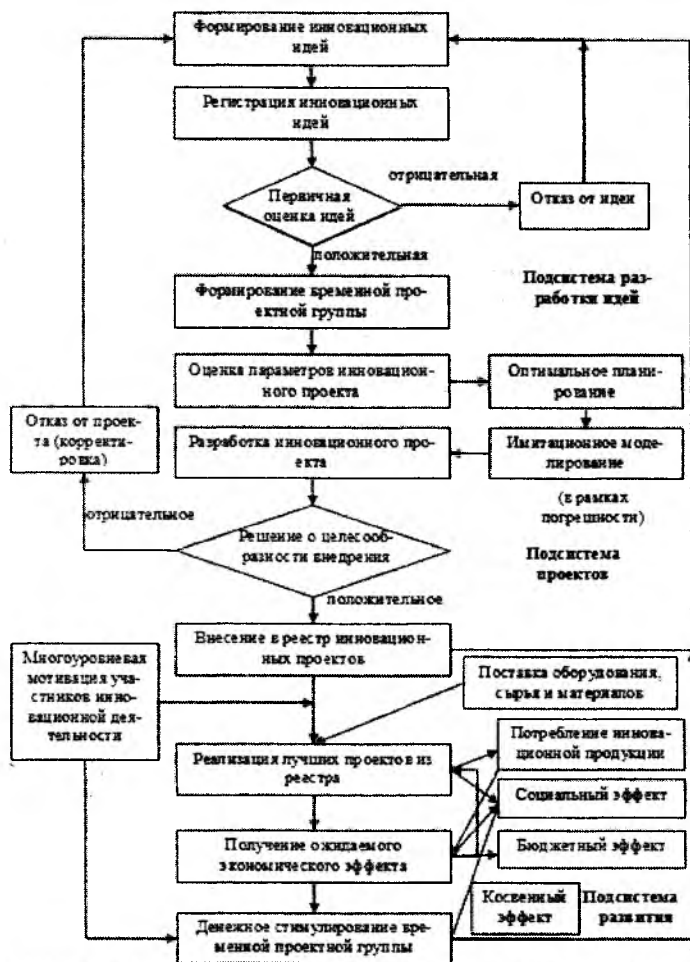 Формирование инновационных
идей
Регистрация инновационных
идей
отрицательная
Первичная
оценка идей
Отказ от идеи
положительная
Формирование временной про-
ектной группы
Подсистема раз-
работки идей
Оценка параметров инновацион-
ного проекта
Оптимальное плани-
рование
Отказ от проек-
та (корректи-
ровка)
Разработка инновационного про-
екта
Имитационное моде-
лирование
(в рамках
погрешности)
отрицательное
Решение о целесооб-
разности внедрения
Подсистема
проектов
положительное
Внесение в реестр инновацион-
ных проектов
Многоуровневая
мотивация уча-
стников инно-
вационной дея-
тельности
Поставка оборудования,
сырья и материалов
Потребление иннова-
ционной продукции
Реализация лучших проектов из
реестра
Социальный эффект
Получение ожидаемого
экономического эффекта
Бюджетный эффект
Косвенный
эффект
Подсистема
развития
Денежное стимулирование вре-
менной проектной группы